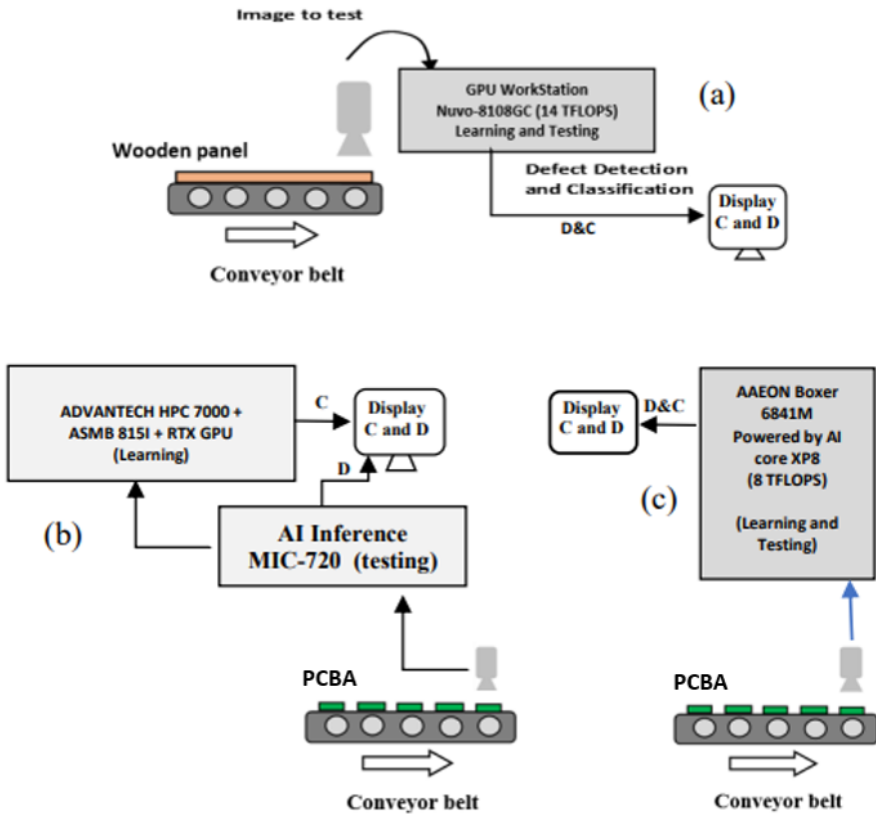 Image to test
GPU WorkStation
Nuvo-8108GC (14 TFLOPS)
Learning and Testing
(a)
Wooden panel
Defect Detection
and Classification
D&C
Display
C and D
Conveyor belt
ADVANTECH HPC 7000 +
ASMB 815I + RTX GPU
(Learning)
C
Display
C and D
D
(b)
AI Inference
MIC-720 (testing)
PCBA
Conveyor belt
Display
C and D
D&C
AAEON Boxer
6841M
Powered by AI
core XP8
(8 TFLOPS)
(Learning and
Testing)
(c)
PCBA
Conveyor belt